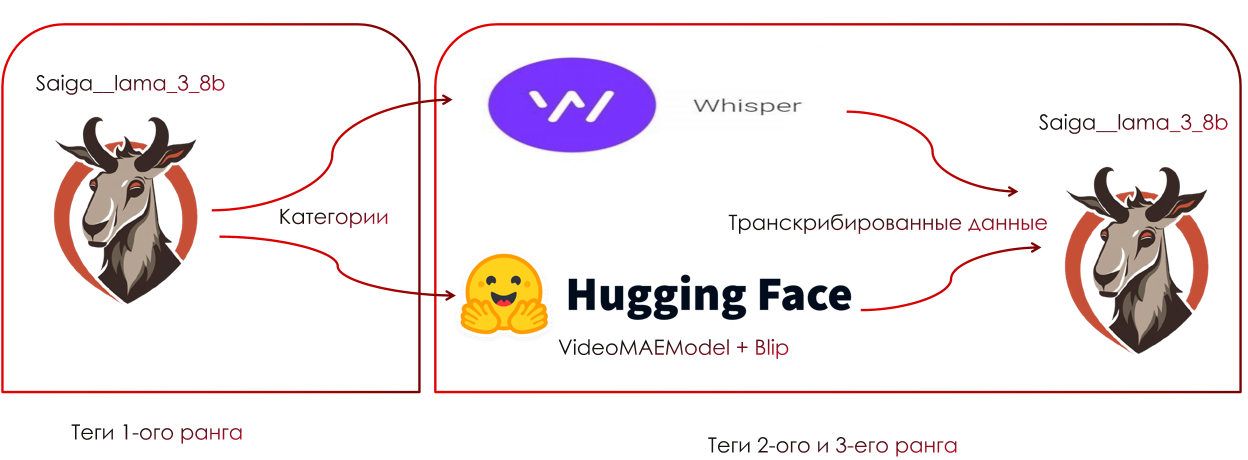 Saiga__lama_3_8b
Категории
Теги 1-ого ранга
Whisper
Hugging Face
VideoMAEModel + Blip
Транскрибированные данные
Saiga__lama_3_8b
Теги 2-ого и 3-его ранга